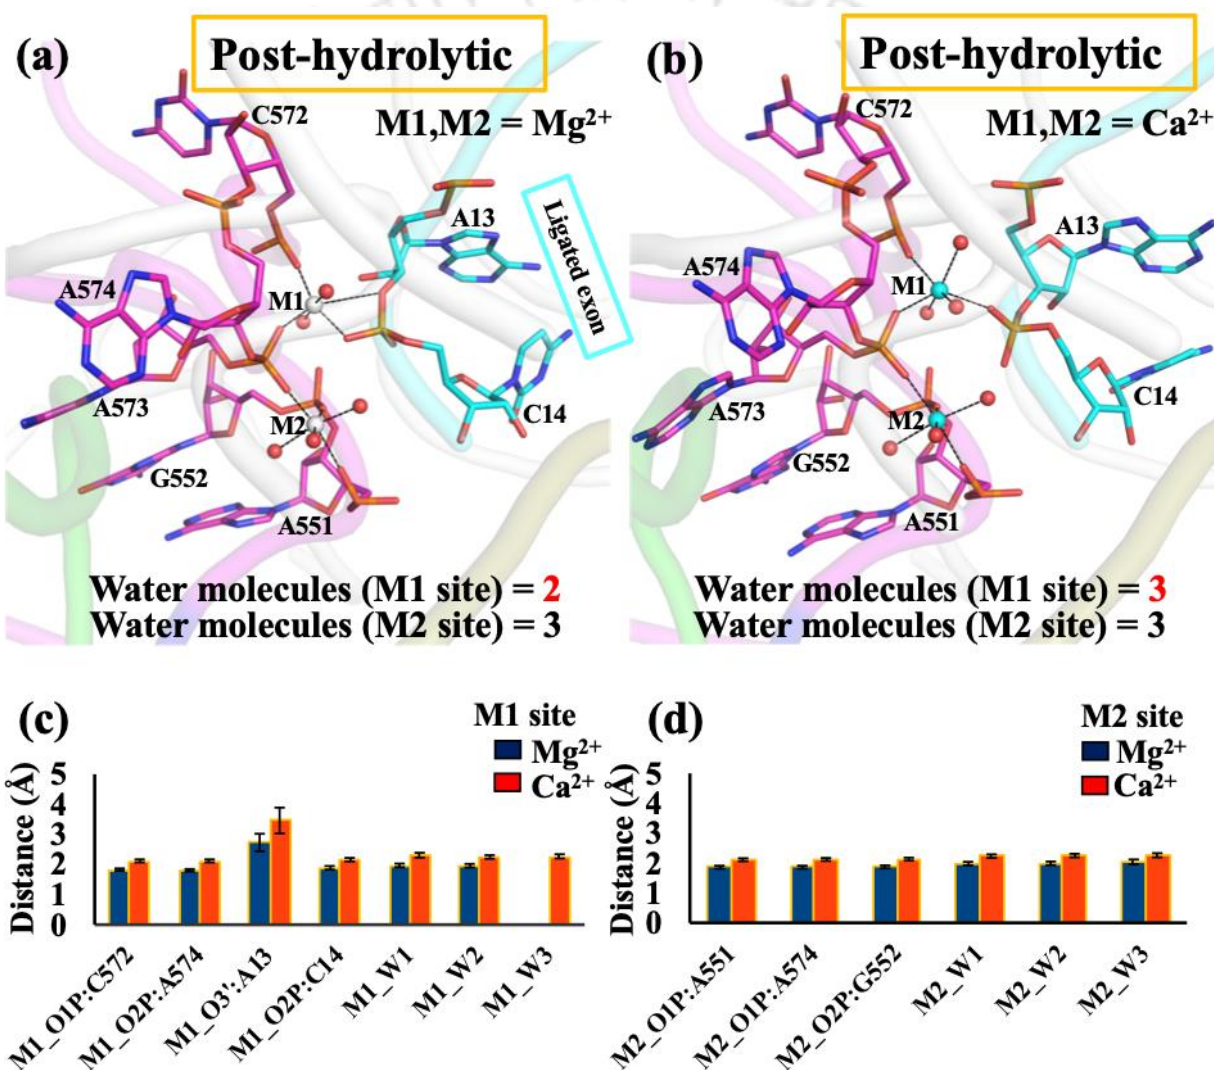 (a)
Post-hydrolytic
M1,M2 = Mg²⁺
C572
A13
Ligated exon
A574
M1
A573
M2
C14
G552
A551
Water molecules (M1 site) = 2
Water molecules (M2 site) = 3
(b)
Post-hydrolytic
M1,M2 = Ca²⁺
C572
A13
A574
M1
A573
M2
C14
G552
A551
Water molecules (M1 site) = 3
Water molecules (M2 site) = 3
(c)
M1 site
Mg²⁺
Ca²⁺
Distance (Å)
5
4
3
2
1
0
M1_O1P:C572
M1_O2P:A574
M1_O3':A13
M1_O2P:C14
M1_W1
M1_W2
M1_W3
(d)
M2 site
Mg²⁺
Ca²⁺
Distance (Å)
5
4
3
2
1
0
M2_O1P:A551
M2_O1P:A574
M2_O2P:G552
M2_W1
M2_W2
M2_W3